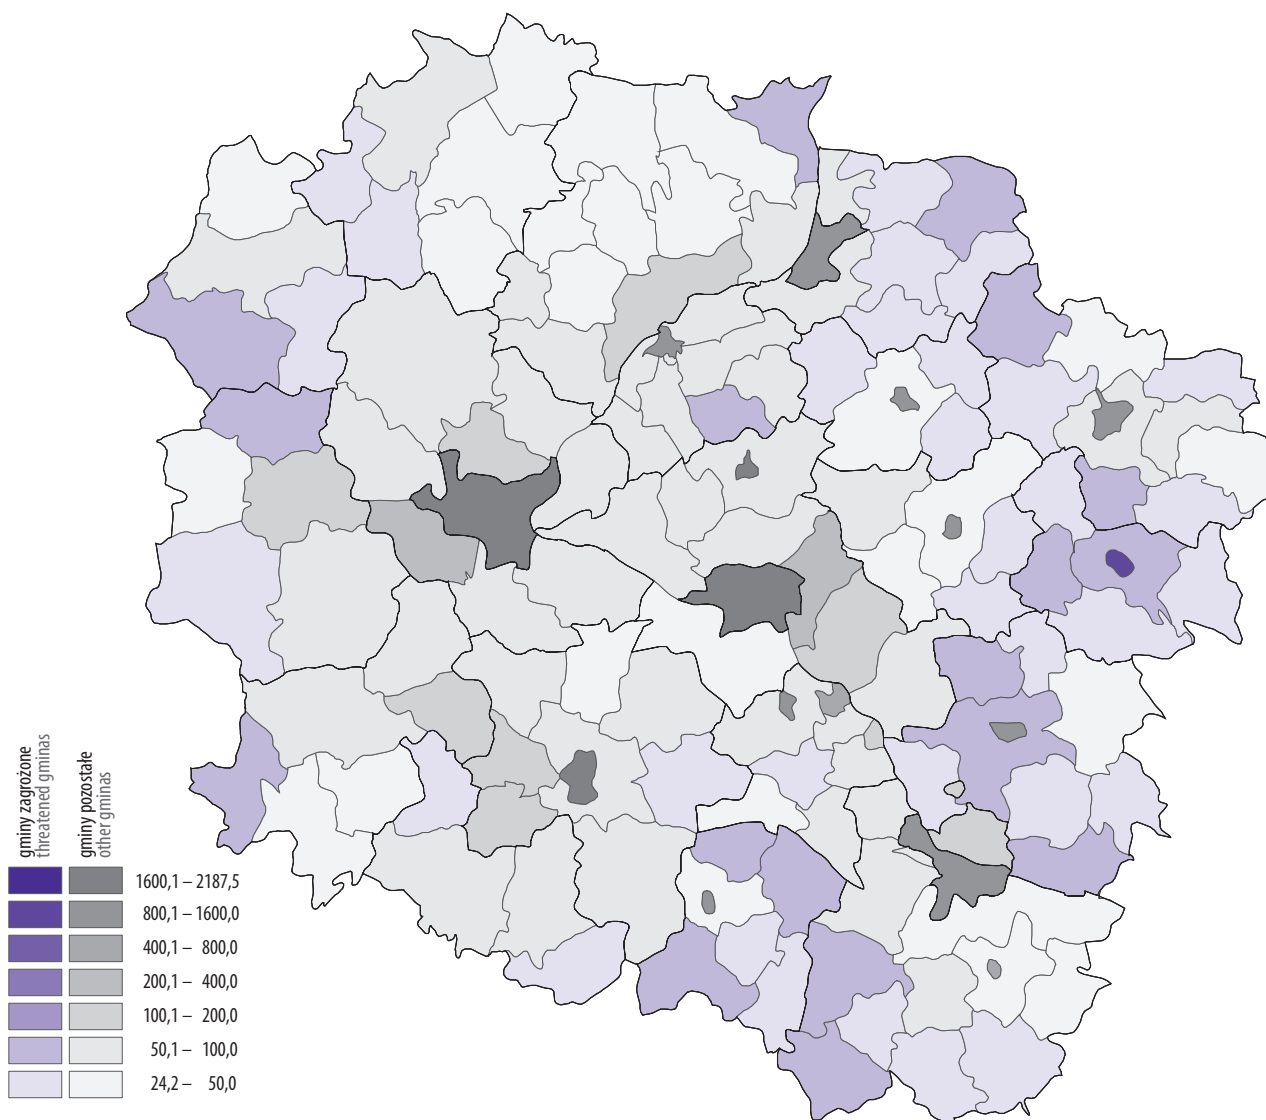 gminy zagrożone
threatened gminas
gminy pozostałe
other gminas
1600,1 – 2187,5
800,1 – 1600,0
400,1 – 800,0
200,1 – 400,0
100,1 – 200,0
50,1 – 100,0
24,2 – 50,0